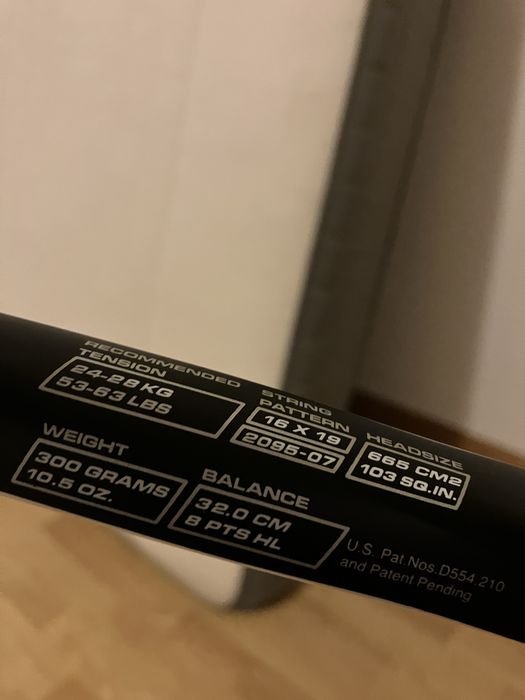 RECOMMENDED
TENSION
24-28 KG
53-63 LBS
STRING
PATTERN
16 X 19
2095-07
HEADSIZE
665 CM2
103 SQ.IN.
WEIGHT
300 GRAMS
10.5 OZ.
BALANCE
32.0 CM
8 PTS HL
U.S. Pat.Nos.D554,210
and Patent Pending